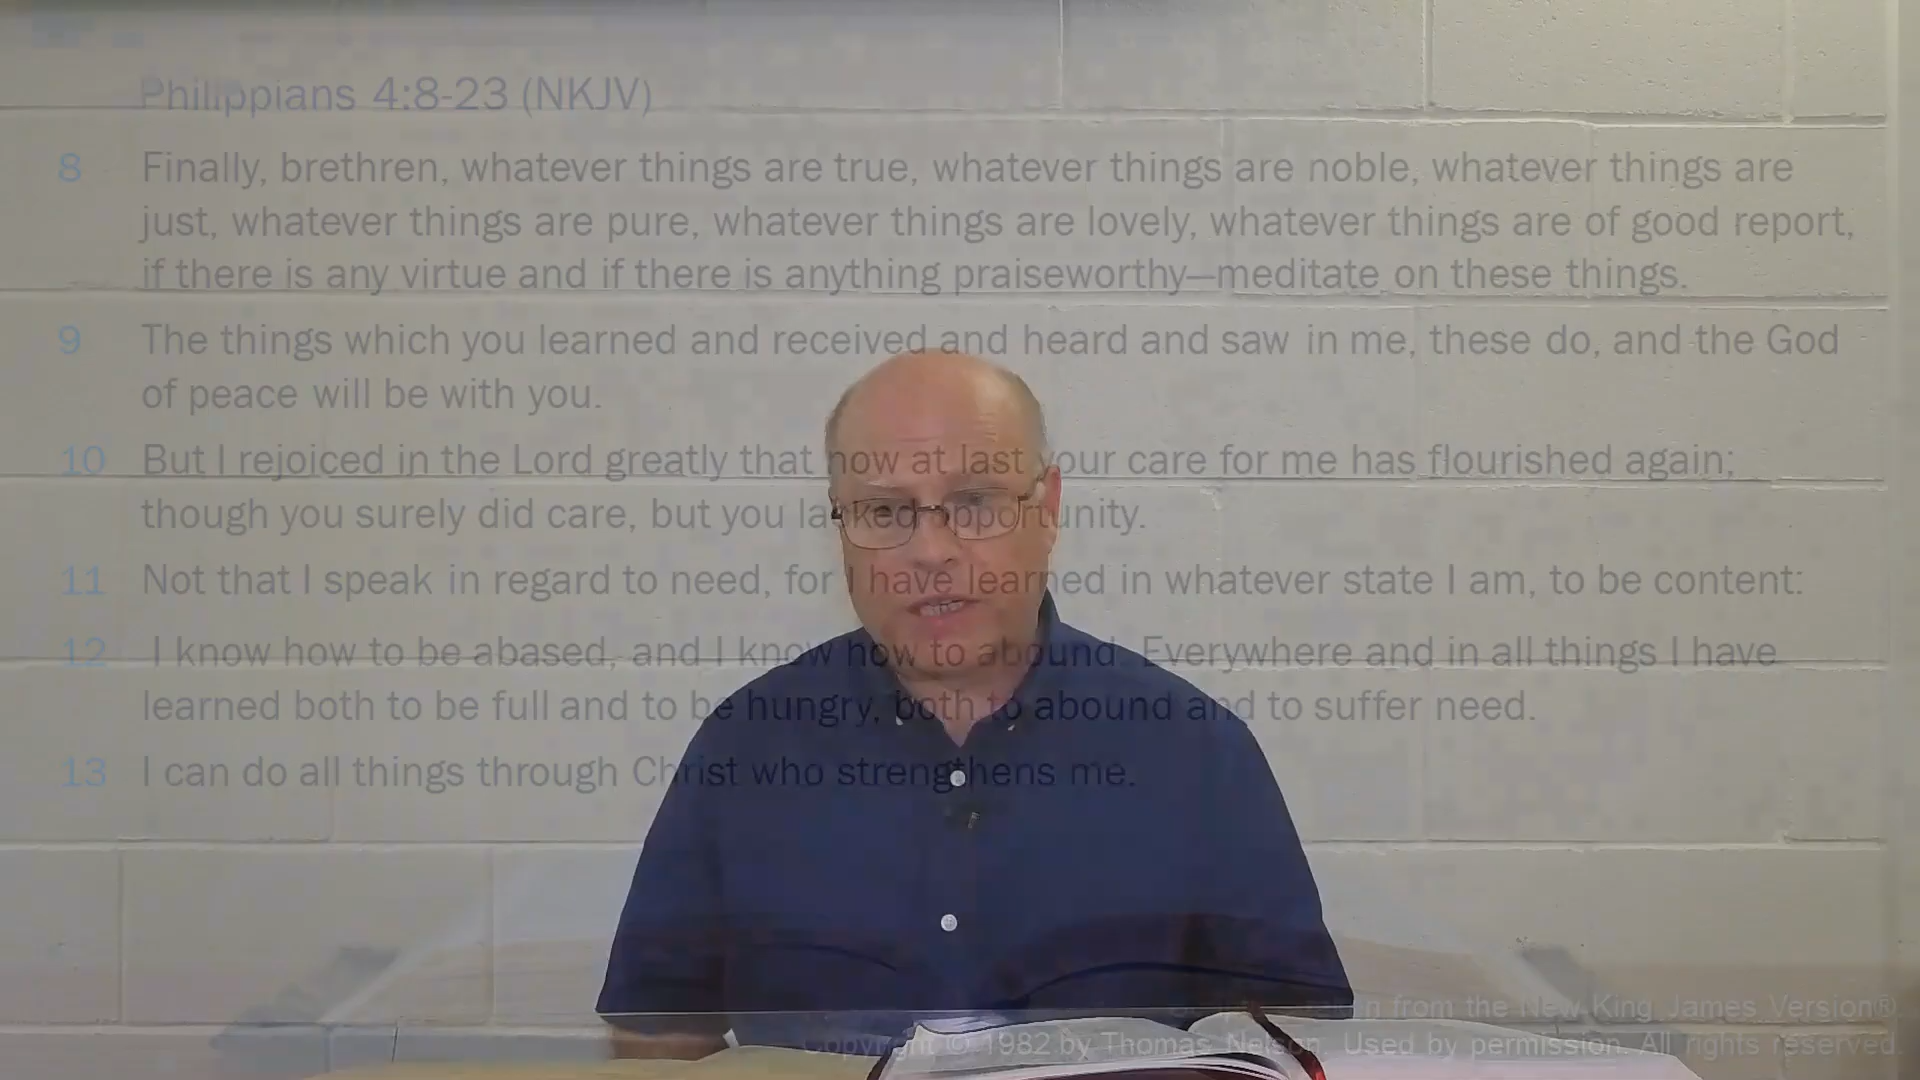 Philippians 4:8-23 (NKJV)
8 Finally, brethren, whatever things are true, whatever things are noble, whatever things are
just, whatever things are pure, whatever things are lovely, whatever things are of good report,
if there is any virtue and if there is anything praiseworthy—meditate on these things.
9 The things which you learned and received and heard and saw in me, these do, and the God
of peace will be with you.
10 But I rejoiced in the Lord greatly that now at last your care for me has flourished again;
though you surely did care, but you lacked opportunity.
11 Not that I speak in regard to need, for I have learned in whatever state I am, to be content:
12 I know how to be abased, and I know how to abound. Everywhere and in all things I have
learned both to be full and to be hungry, both to abound and to suffer need.
13 I can do all things through Christ who strengthens me.
from the New King James Version®.
Copyright © 1982 by Thomas Nelson. Used by permission. All rights reserved.